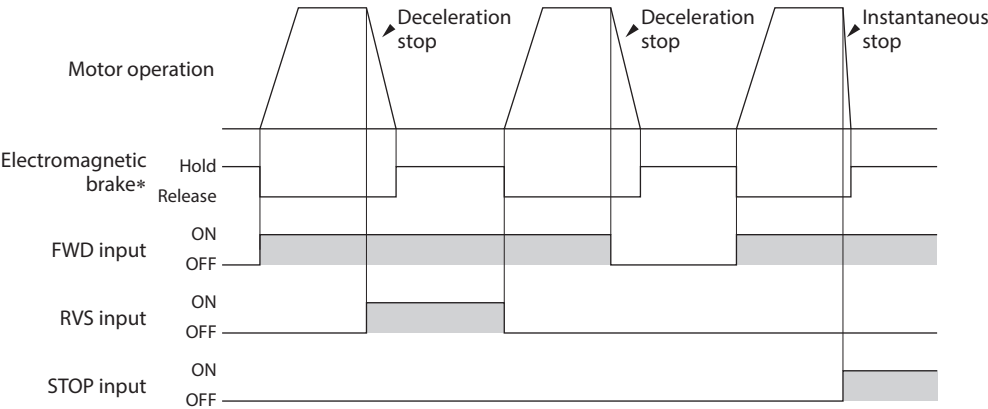 Deceleration
stop
Deceleration
stop
Instantaneous
stop
Motor operation
Electromagnetic
brake*
Hold
Release
FWD input
ON
OFF
RVS input
ON
OFF
STOP input
ON
OFF